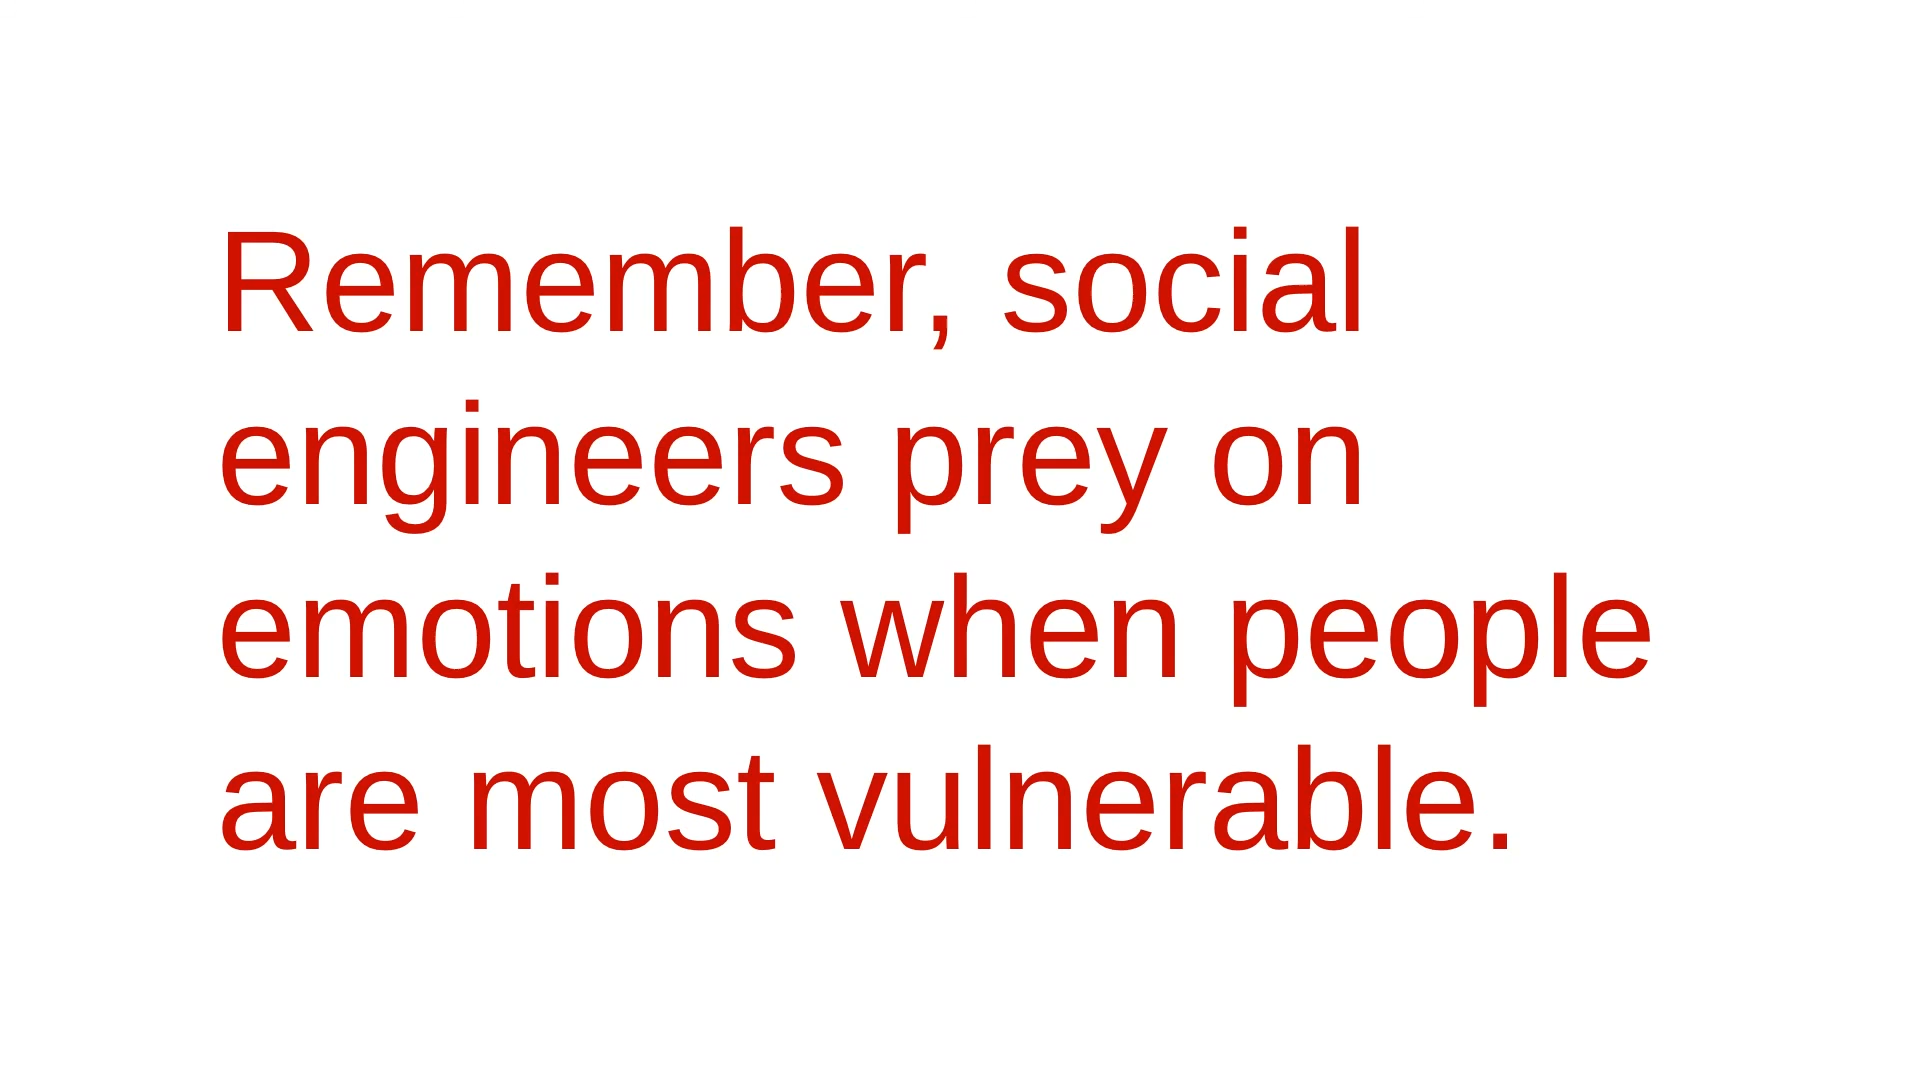 Remember, social
engineers prey on
emotions when people
are most vulnerable.